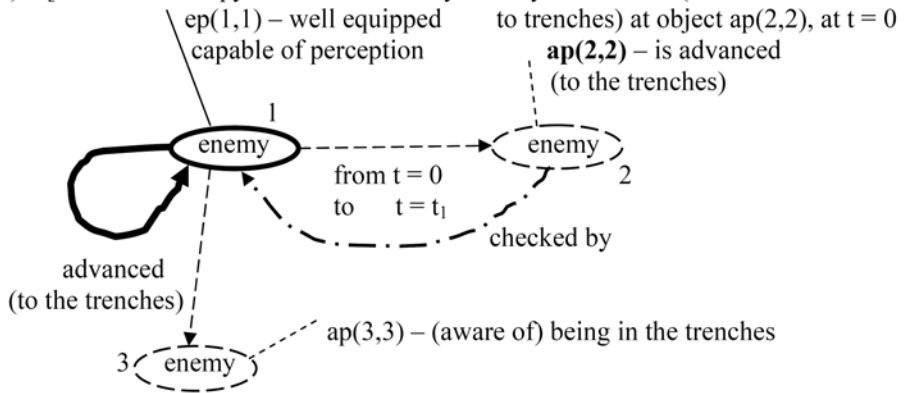 ep(1,1) – well equipped
capable of perception
to trenches) at object ap(2,2), at t = 0
ap(2,2) – is advanced
(to the trenches)
1
enemy
enemy
2
from t = 0
to t = t₁
checked by
advanced
(to the trenches)
3
enemy
ap(3,3) – (aware of) being in the trenches